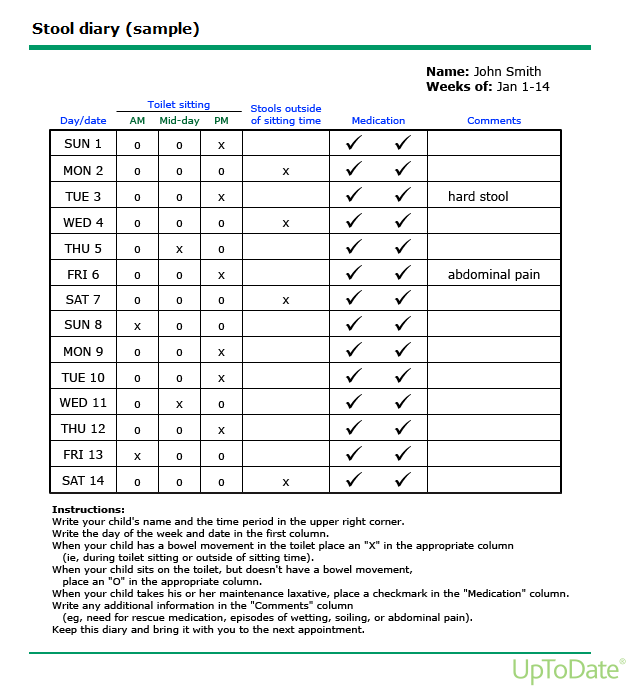 Stool diary (sample)
Name: John Smith
Weeks of: Jan 1-14
Toilet sitting
Stools outside
Day/date AM Mid-day PM of sitting time Medication Comments
SUN 1 o o x ✓ ✓
MON 2 o o o x ✓ ✓
TUE 3 o o x ✓ ✓ hard stool
WED 4 o o o x ✓ ✓
THU 5 o x o ✓ ✓
FRI 6 o o x ✓ ✓ abdominal pain
SAT 7 o o o x ✓ ✓
SUN 8 x o o ✓ ✓
MON 9 o o x ✓ ✓
TUE 10 o o x ✓ ✓
WED 11 o x o ✓ ✓
THU 12 o o x ✓ ✓
FRI 13 x o o ✓ ✓
SAT 14 o o o x ✓ ✓
Instructions:
Write your child's name and the time period in the upper right corner.
Write the day of the week and date in the first column.
When your child has a bowel movement in the toilet place an "X" in the appropriate column
(ie, during toilet sitting or outside of sitting time).
When your child sits on the toilet, but doesn't have a bowel movement,
place an "O" in the appropriate column.
When your child takes his or her maintenance laxative, place a checkmark in the "Medication" column.
Write any additional information in the "Comments" column
(eg, need for rescue medication, episodes of wetting, soiling, or abdominal pain).
Keep this diary and bring it with you to the next appointment.
UpToDate®